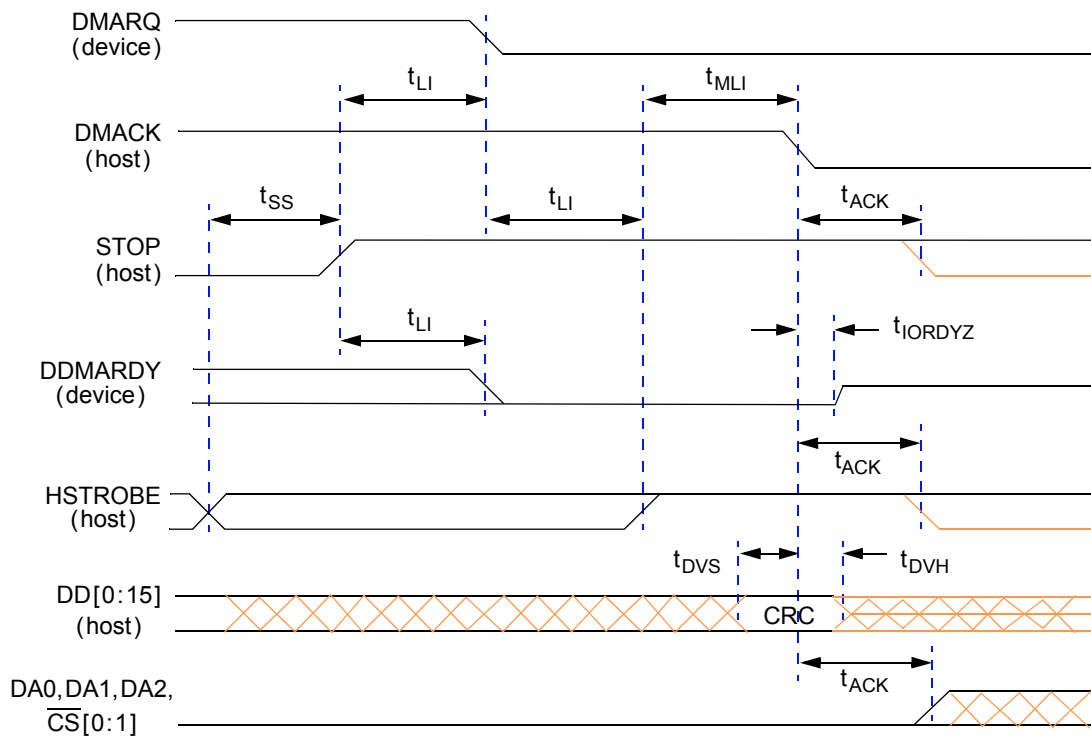 DMARQ
(device)
tLI
tMLI
DMACK
(host)
tSS
tLI
tACK
STOP
(host)
tLI
tIORDYZ
DDMARDY
(device)
tACK
HSTROBE
(host)
tDVS
tDVH
DD[0:15]
(host)
CRC
tACK
DA0,DA1,DA2,
CS[0:1]